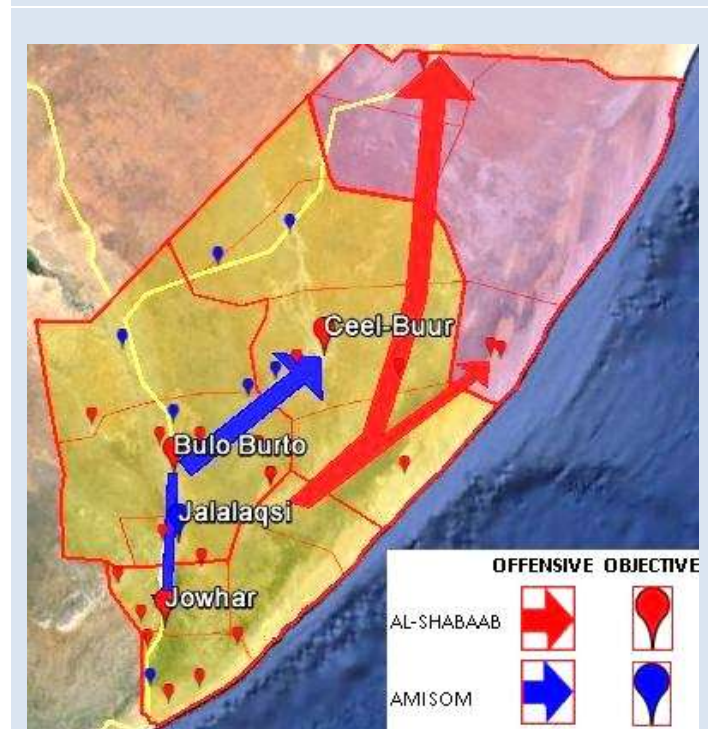 Ceel-Buur
Bulo Burto
Jalalaqsi
Jowhar
OFFENSIVE OBJECTIVE
AL-SHABAAB
AMISOM